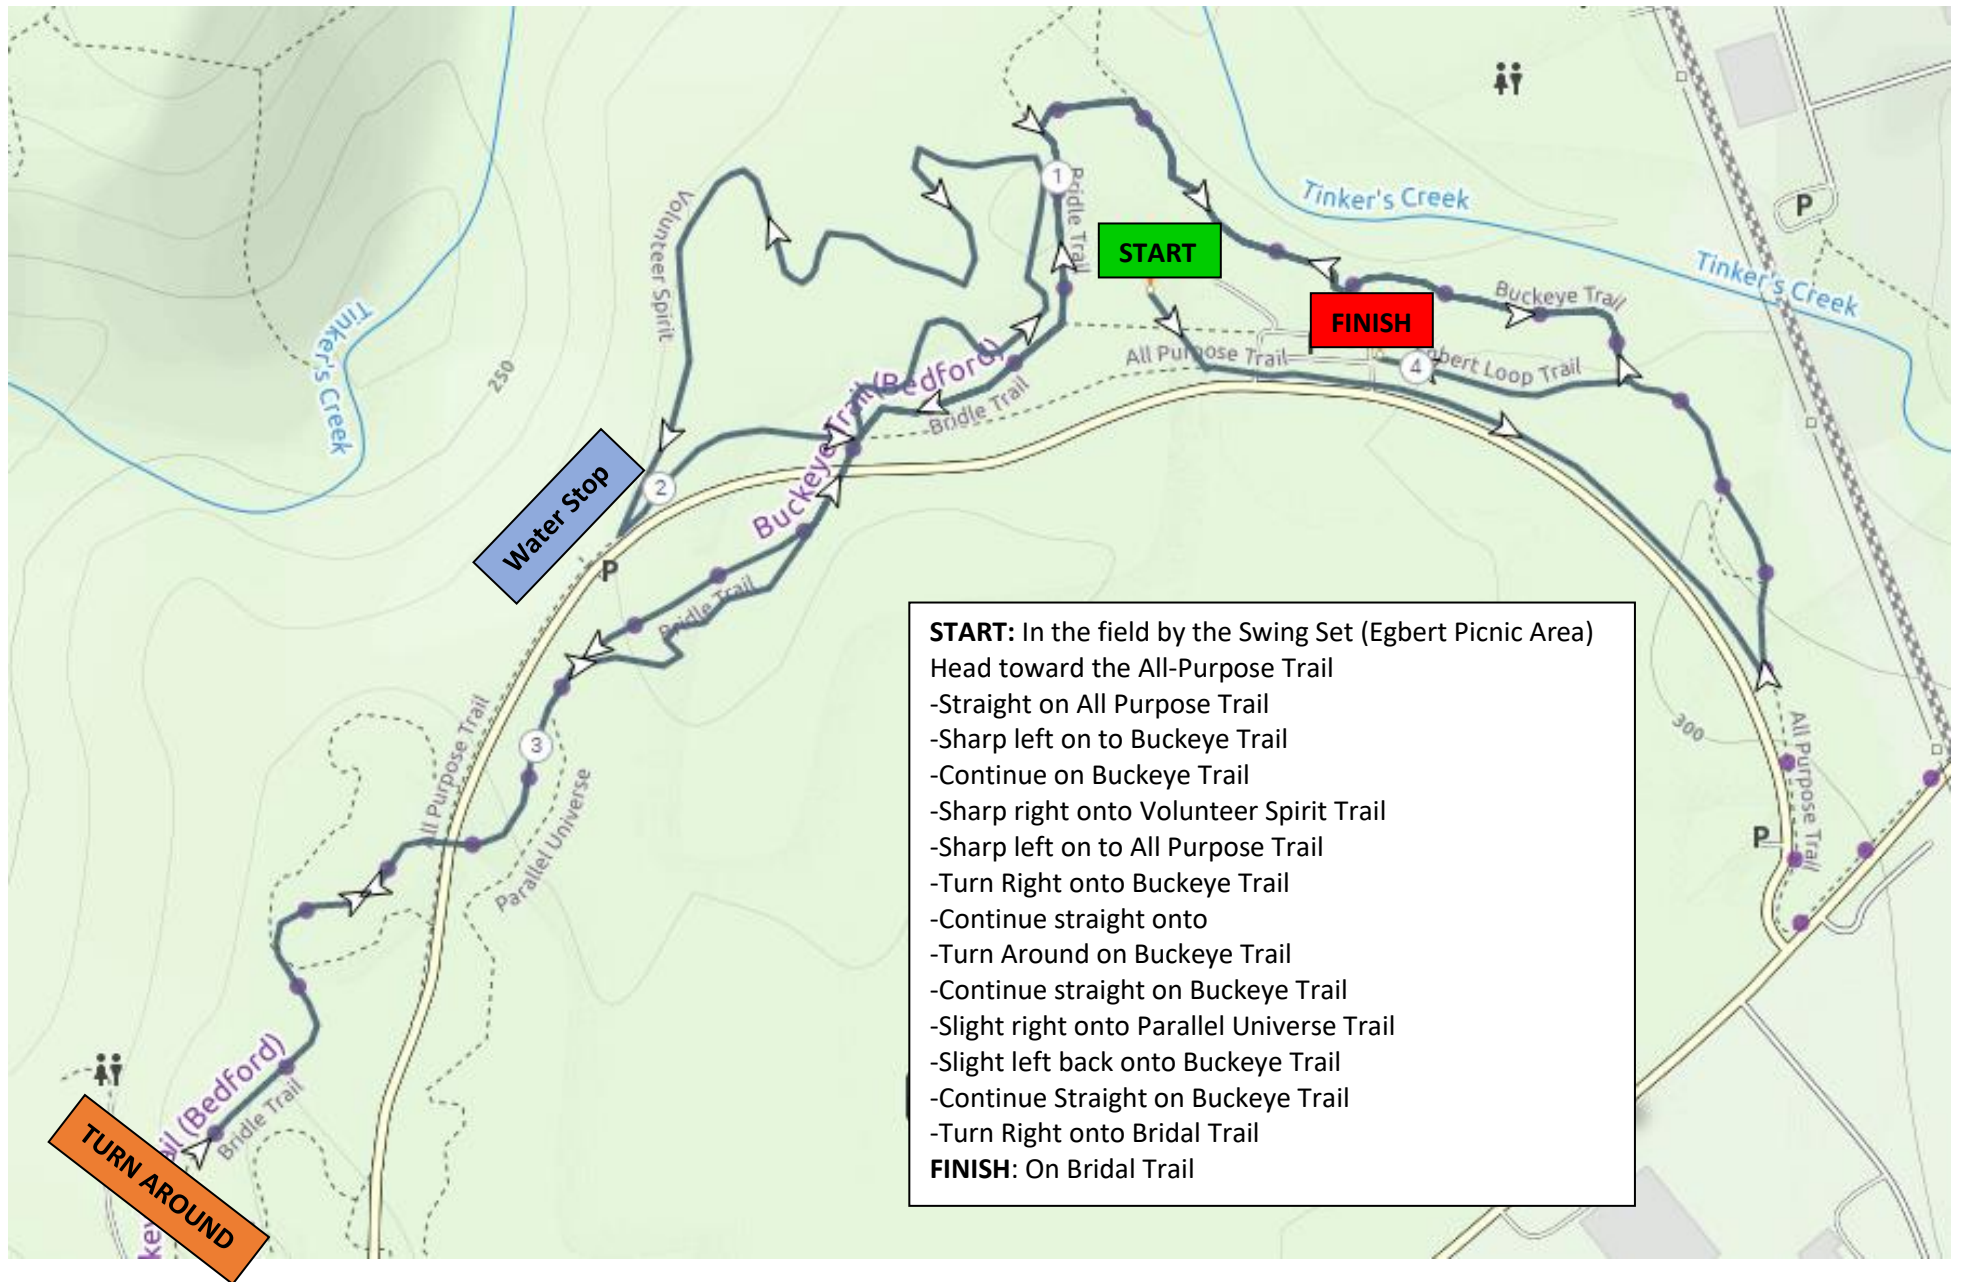 Tinker's Creek
Tinker's Creek
Tinker's Creek
Tinker's Creek
Volunteer Spirit
250
1
Bridle Trail
START
P
Buckeye Trail
FINISH
All Purpose Trail
4
gbert Loop Trail
Buckeye Trail (Bedford)
Bridle Trail
Water Stop
2
P
Bridle Trail
3
All Purpose Trail
Parallel Universe
300
All Purpose Trail
P
ail (Bedford)
Bridle Trail
TURN AROUND
START: In the field by the Swing Set (Egbert Picnic Area)
Head toward the All-Purpose Trail
-Straight on All Purpose Trail
-Sharp left on to Buckeye Trail
-Continue on Buckeye Trail
-Sharp right onto Volunteer Spirit Trail
-Sharp left on to All Purpose Trail
-Turn Right onto Buckeye Trail
-Continue straight onto
-Turn Around on Buckeye Trail
-Continue straight on Buckeye Trail
-Slight right onto Parallel Universe Trail
-Slight left back onto Buckeye Trail
-Continue Straight on Buckeye Trail
-Turn Right onto Bridal Trail
FINISH: On Bridal Trail